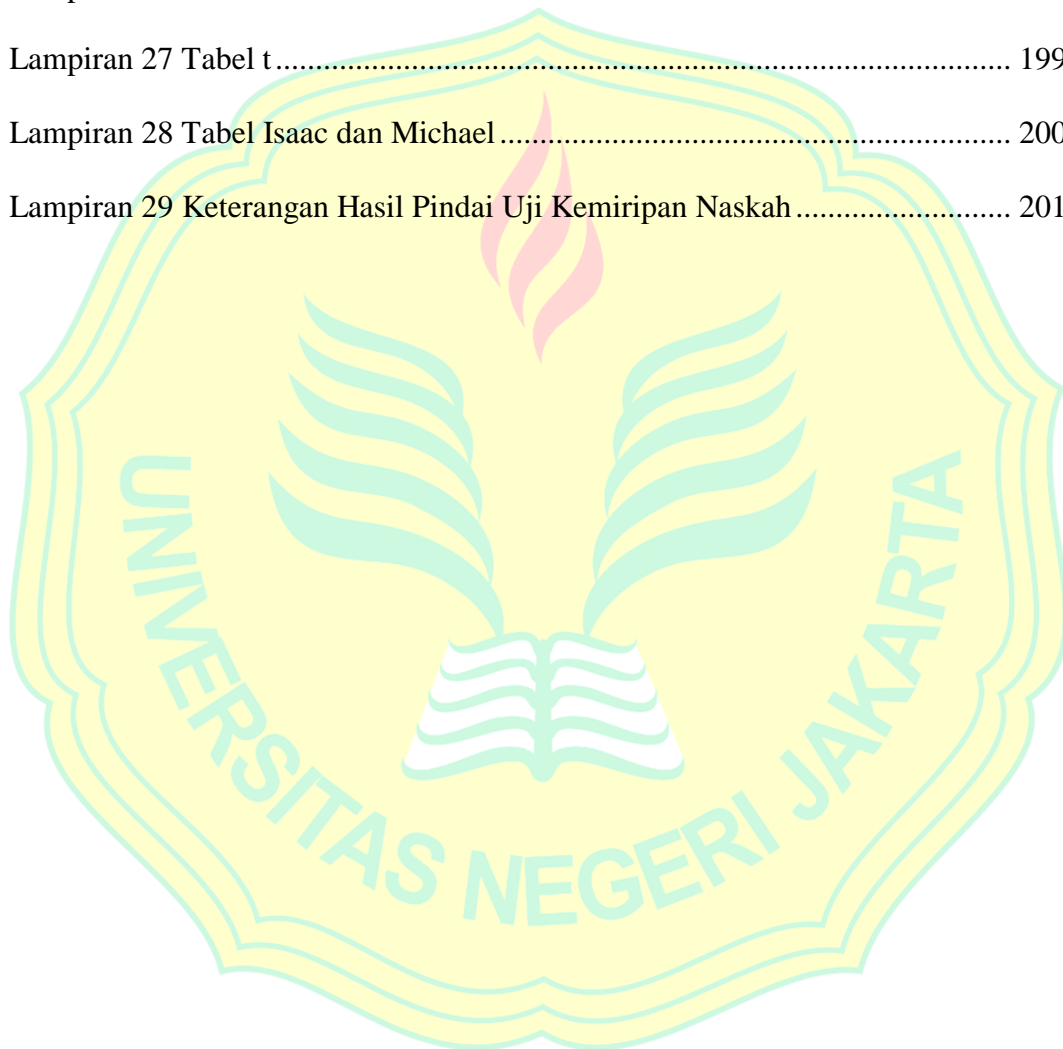 Lampiran 27 Tabel t.................................................................................................. 199
Lampiran 28 Tabel Isaac dan Michael.................................................................. 200
Lampiran 29 Keterangan Hasil Pindai Uji Kemiripan Naskah............................ 201
UNIVERSITAS NEGERI JAKARTA